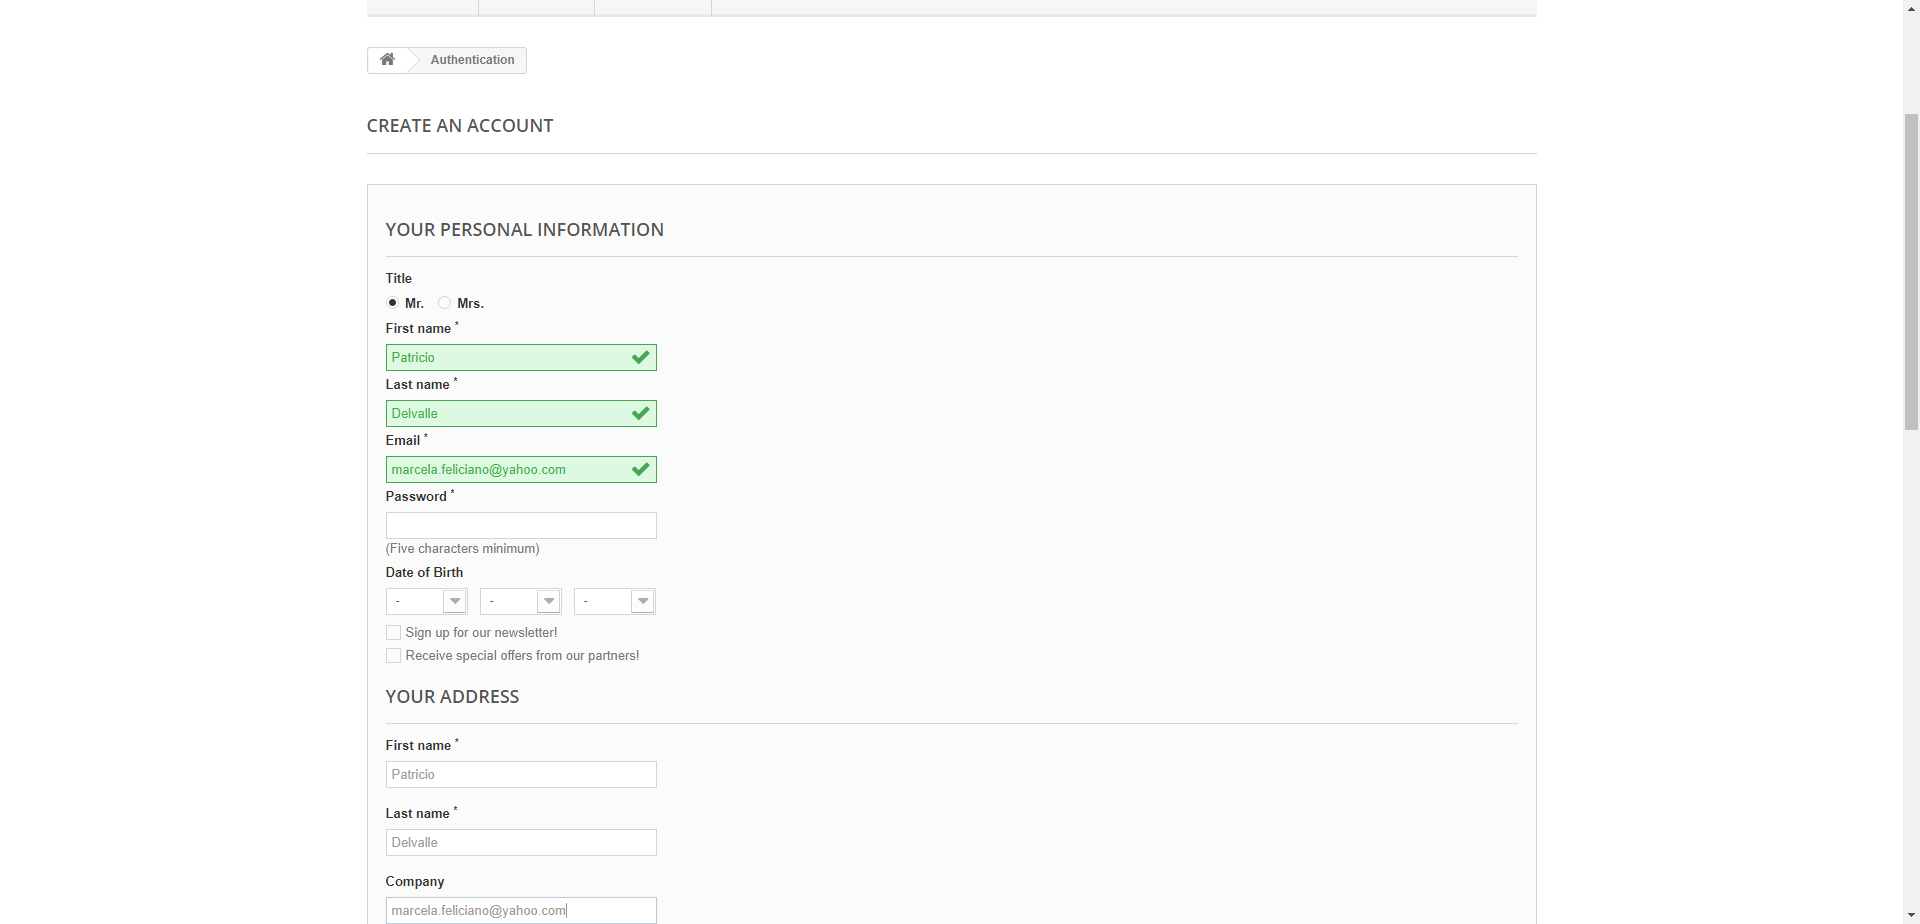 Authentication
CREATE AN ACCOUNT
YOUR PERSONAL INFORMATION
Title
Mr. Mrs.
First name *
Patricio
Last name *
Delvalle
Email *
marcela.feliciano@yahoo.com
Password *
(Five characters minimum)
Date of Birth
- - -
Sign up for our newsletter!
Receive special offers from our partners!
YOUR ADDRESS
First name *
Patricio
Last name *
Delvalle
Company
marcela.feliciano@yahoo.com